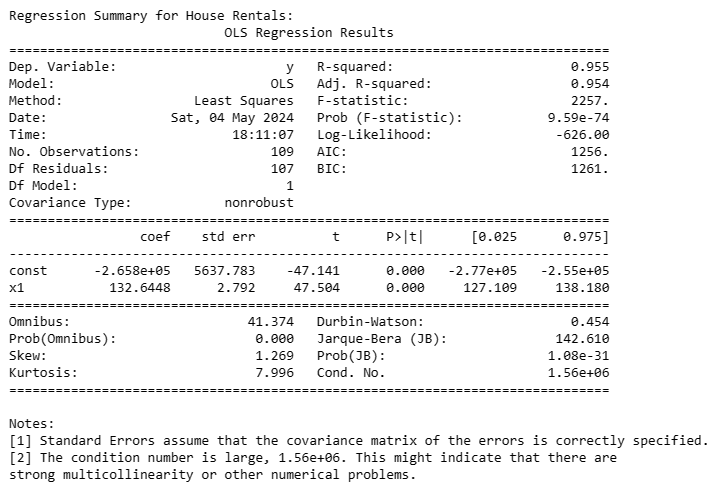 Regression Summary for House Rentals:
                            OLS Regression Results
==============================================================================
Dep. Variable:                      y   R-squared:                       0.955
Model:                            OLS   Adj. R-squared:                  0.954
Method:                 Least Squares   F-statistic:                     2257.
Date:                Sat, 04 May 2024   Prob (F-statistic):           9.59e-74
Time:                        18:11:07   Log-Likelihood:                -626.00
No. Observations:                 109   AIC:                             1256.
Df Residuals:                     107   BIC:                             1261.
Df Model:                           1
Covariance Type:            nonrobust
==============================================================================
                 coef    std err          t      P>|t|      [0.025      0.975]
------------------------------------------------------------------------------
const      -2.658e+05   5637.783    -47.141      0.000   -2.77e+05   -2.55e+05
x1           132.6448      2.792     47.504      0.000     127.109     138.180
==============================================================================
Omnibus:                       41.374   Durbin-Watson:                   0.454
Prob(Omnibus):                  0.000   Jarque-Bera (JB):              142.610
Skew:                           1.269   Prob(JB):                     1.08e-31
Kurtosis:                       7.996   Cond. No.                     1.56e+06
==============================================================================

Notes:
[1] Standard Errors assume that the covariance matrix of the errors is correctly specified.
[2] The condition number is large, 1.56e+06. This might indicate that there are
strong multicollinearity or other numerical problems.